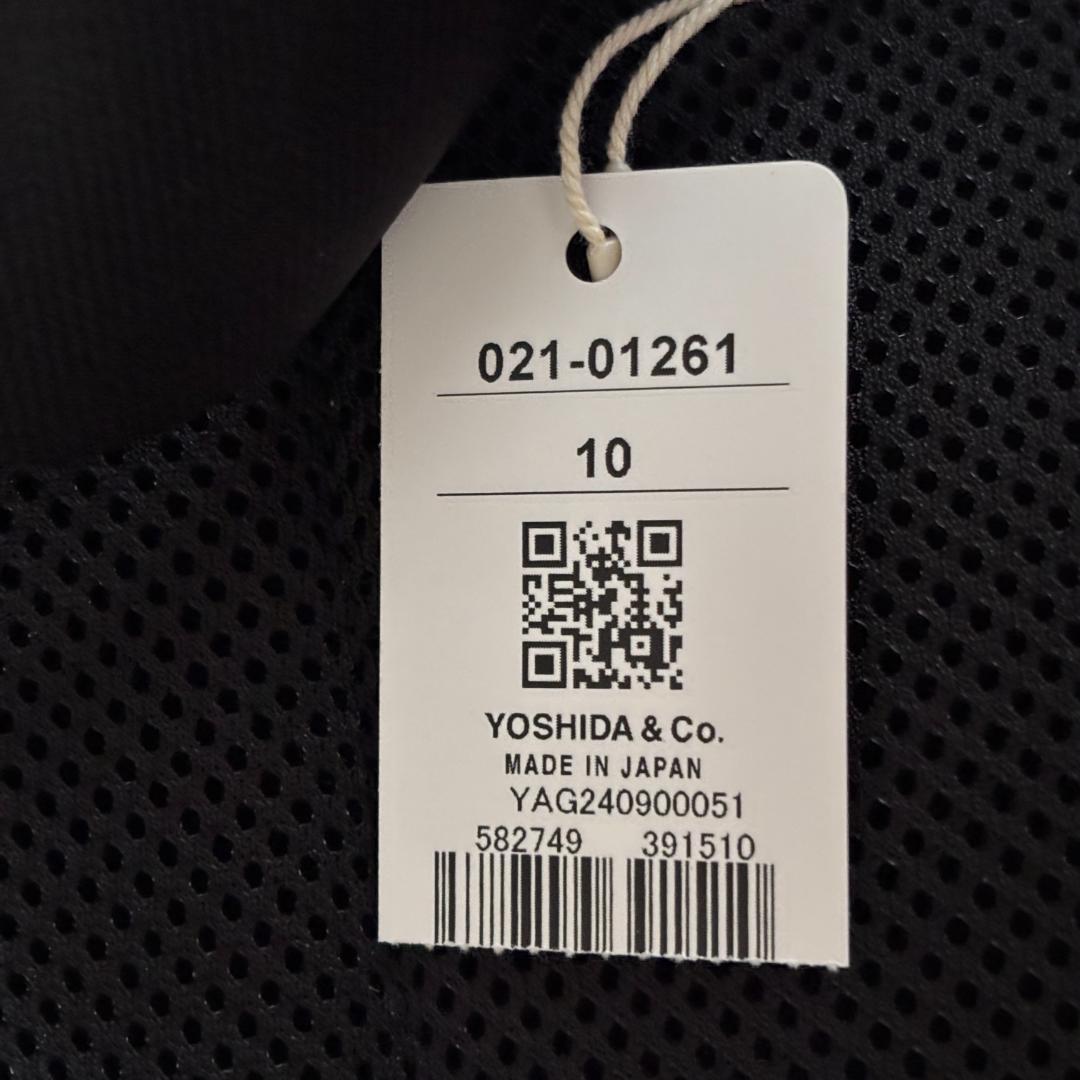 021-01261
10
YOSHIDA & Co.
MADE IN JAPAN
YAG240900051
582749 391510